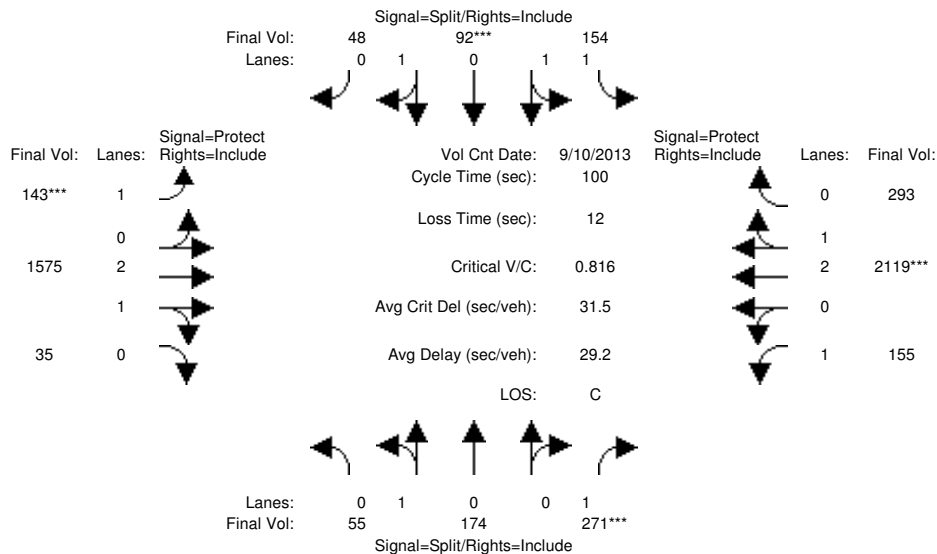 Signal=Split/Rights=Include
Final Vol: 48 92*** 154
Lanes: 0 1 0 1 1
Signal=Protect
Final Vol: Lanes: Rights=Include
Vol Cnt Date: 9/10/2013
Signal=Protect
Rights=Include Lanes: Final Vol:
Cycle Time (sec): 100
143*** 1
0 293
Loss Time (sec): 12
0
1
1575 2
Critical V/C: 0.816
2 2119***
1
Avg Crit Del (sec/veh): 31.5
0
35 0
Avg Delay (sec/veh): 29.2
1 155
LOS: C
Lanes: 0 1 0 0 1
Final Vol: 55 174 271***
Signal=Split/Rights=Include